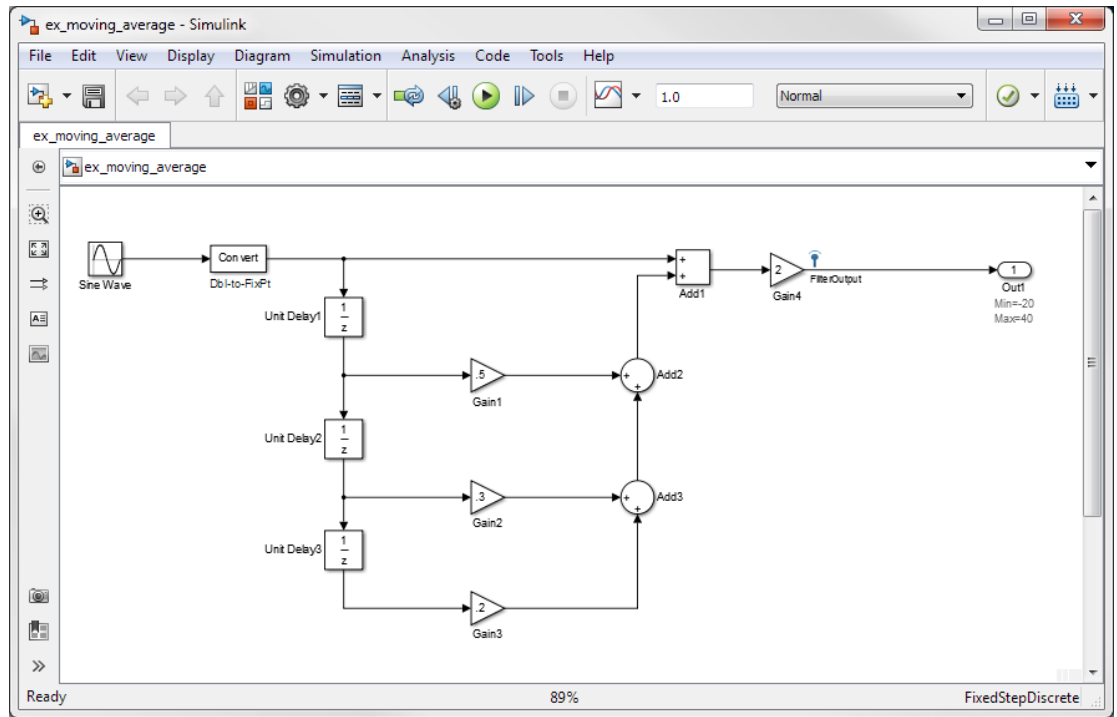 ex_moving_average - Simulink
File Edit View Display Diagram Simulation Analysis Code Tools Help
1.0 Normal
ex_moving_average
ex_moving_average
Sine Wave
Convert
Dbl-to-FixPt
+
+
Add1
2
Gain4
FilterOutput
1
Out1
Min=-20
Max=40
Unit Delay1
1
z
.5
Gain1
+
+
Add2
Unit Delay2
1
z
.3
Gain2
+
+
Add3
Unit Delay3
1
z
.2
Gain3
Ready 89% FixedStepDiscrete